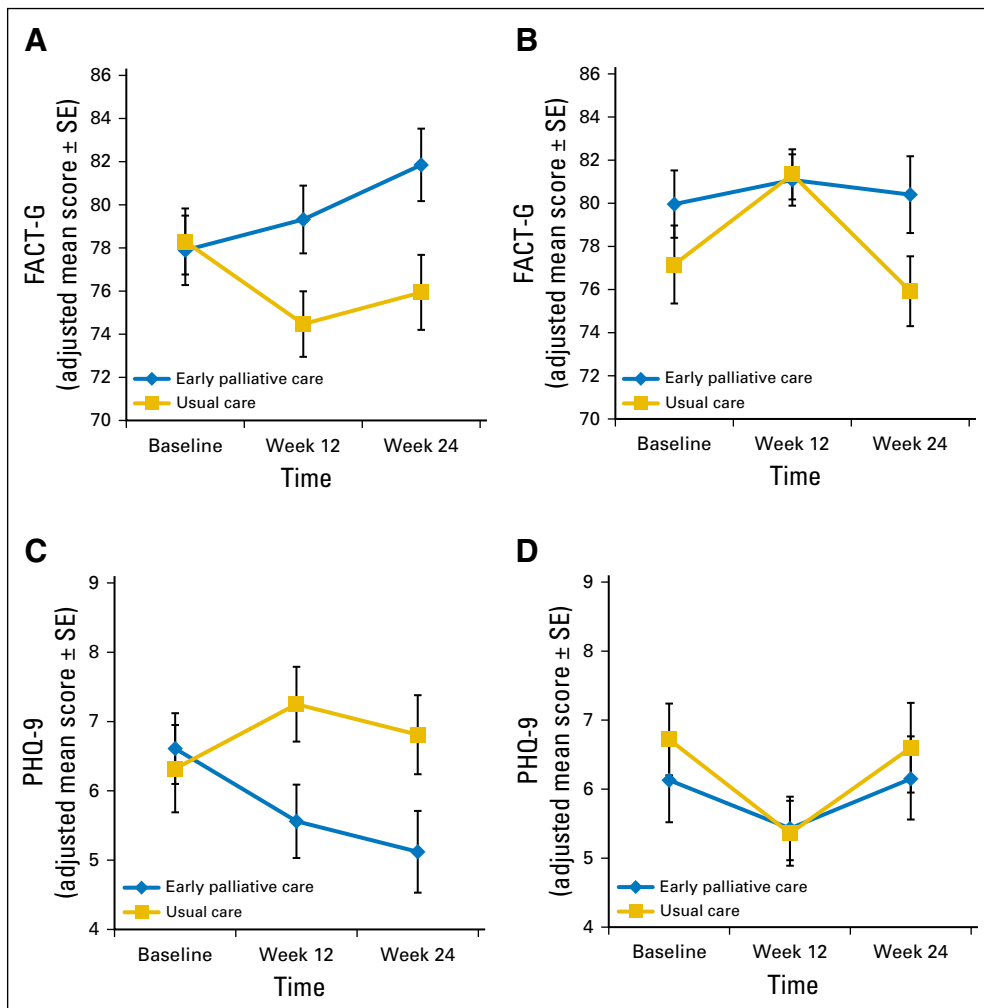 A
FACT-G
(adjusted mean score ± SE)
86
84
82
80
78
76
74
72
70
Early palliative care
Usual care
Baseline
Week 12
Week 24
Time
B
FACT-G
(adjusted mean score ± SE)
86
84
82
80
78
76
74
72
70
Early palliative care
Usual care
Baseline
Week 12
Week 24
Time
C
PHQ-9
(adjusted mean score ± SE)
9
8
7
6
5
4
Early palliative care
Usual care
Baseline
Week 12
Week 24
Time
D
PHQ-9
(adjusted mean score ± SE)
9
8
7
6
5
4
Early palliative care
Usual care
Baseline
Week 12
Week 24
Time